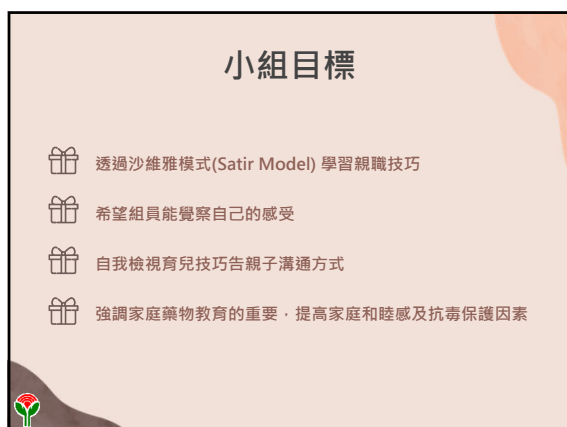 小組目標
透過沙維雅模式(Satir Model) 學習親職技巧
希望組員能覺察自己的感受
自我檢視育兒技巧告親子溝通方式
強調家庭藥物教育的重要，提高家庭和睦感及抗毒保護因素